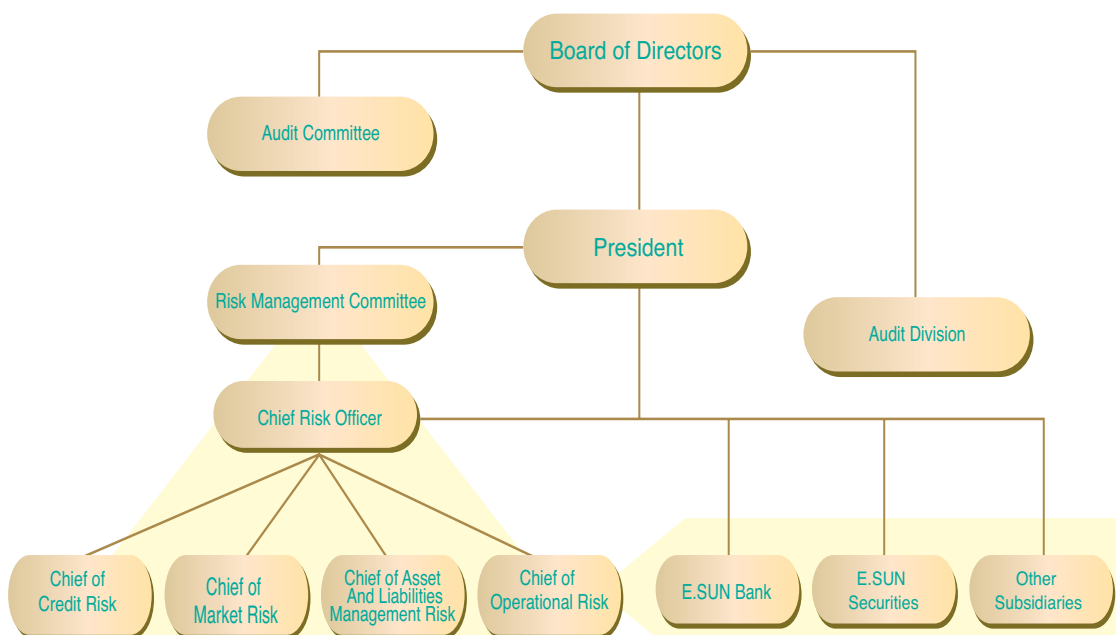 Board of Directors
Audit Committee
President
Risk Management Committee
Audit Division
Chief Risk Officer
Chief of
Credit Risk
Chief of
Market Risk
Chief of Asset
And Liabilities
Management Risk
Chief of
Operational Risk
E.SUN Bank
E.SUN
Securities
Other
Subsidiaries